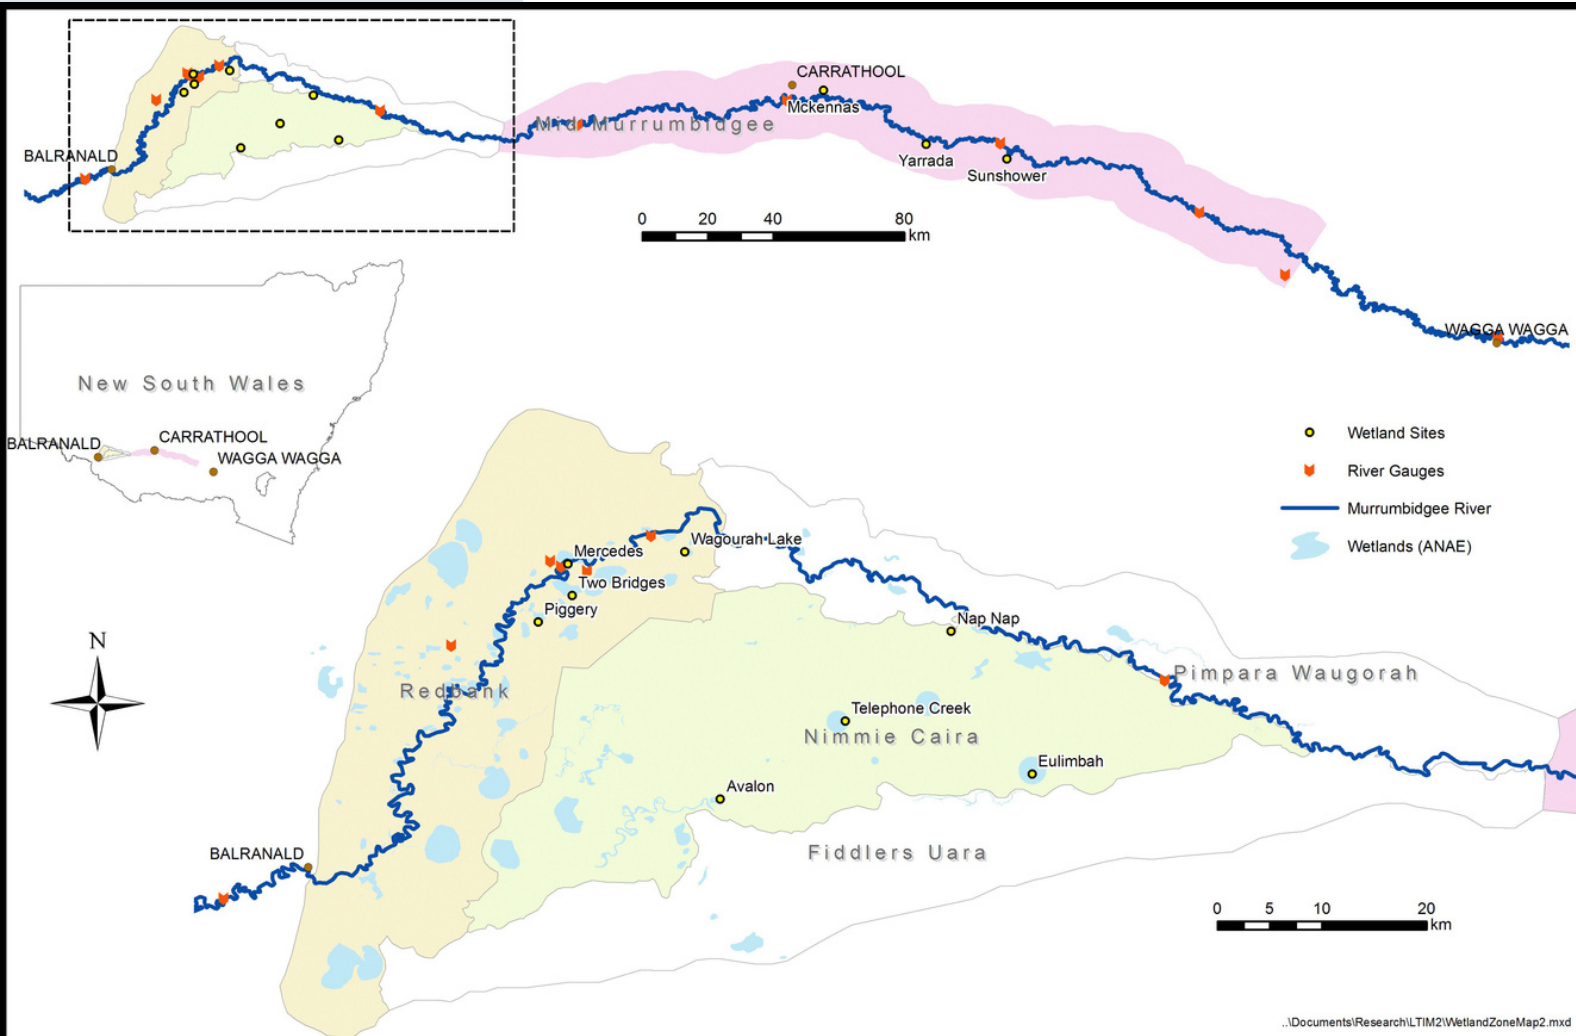 CARRATHOOL
Mckennas
Mid Murrumbidgee
BALRANALD
Yarrada
Sunshower
0 20 40 80
km
WAGGA WAGGA
New South Wales
BALRANALD
CARRATHOOL
WAGGA WAGGA
Wetland Sites
River Gauges
Murrumbidgee River
Wetlands (ANAE)
Mercedes
Wagourah Lake
Two Bridges
Piggery
Nap Nap
N
Redbank
Pimpara Waugorah
Telephone Creek
Nimmie Caira
Eulimbah
Avalon
BALRANALD
Fiddlers Uara
0 5 10 20
km
..\Documents\Research\LTIM2\WetlandZoneMap2.mxd